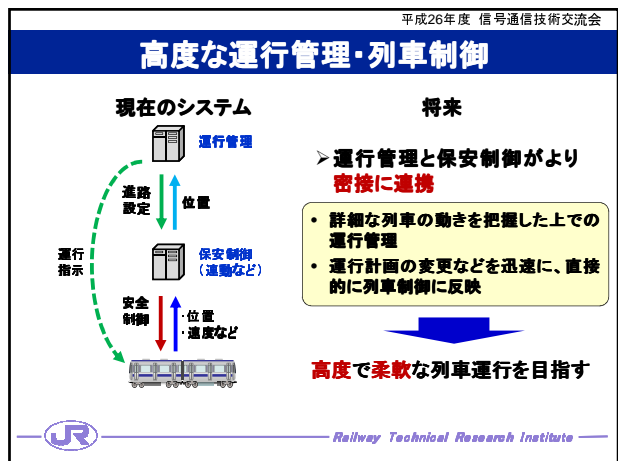 平成26年度 信号通信技術交流会
高度な運行管理・列車制御
現在のシステム
運行管理
進路
設定
位置
運行
指示
保安制御
（連動など）
安全
制御
・位置
・速度など
将来
➢運行管理と保安制御がより
密接に連携
• 詳細な列車の動きを把握した上での
運行管理
• 運行計画の変更などを迅速に、直接
的に列車制御に反映
高度で柔軟な列車運行を目指す
JR
Railway Technical Research Institute